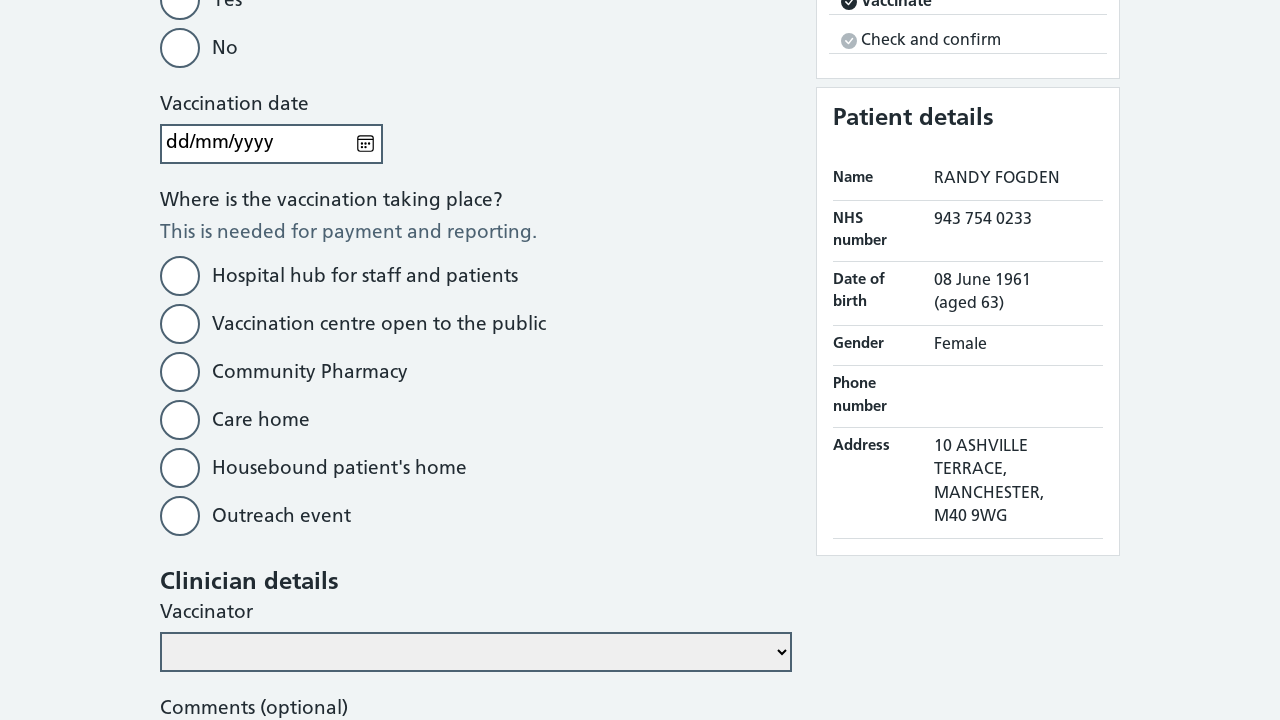 Yes
No
Vaccination date
dd/mm/yyyy
Where is the vaccination taking place?
This is needed for payment and reporting.
Hospital hub for staff and patients
Vaccination centre open to the public
Community Pharmacy
Care home
Housebound patient's home
Outreach event
Clinician details
Vaccinator
Comments (optional)
Vaccinate
Check and confirm
Patient details
Name RANDY FOGDEN
NHS number 943 754 0233
Date of birth 08 June 1961
(aged 63)
Gender Female
Phone number
Address 10 ASHVILLE
TERRACE,
MANCHESTER,
M40 9WG